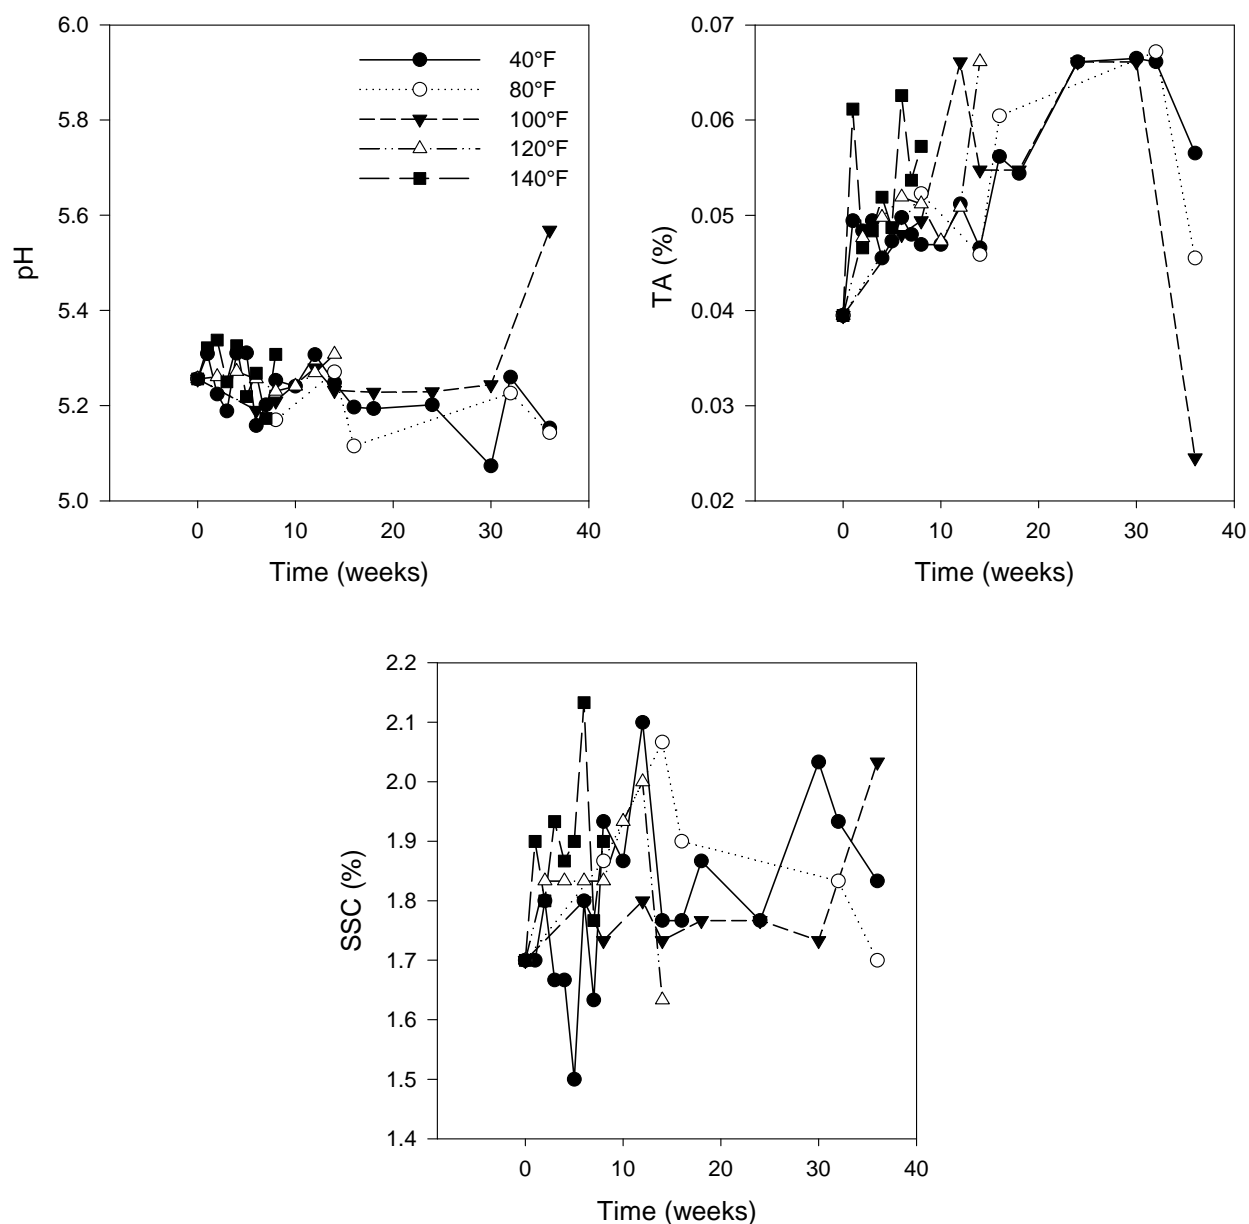 6.0
5.8
5.6
5.4
5.2
5.0
pH
40°F
80°F
100°F
120°F
140°F
0 10 20 30 40
Time (weeks)
0.07
0.06
0.05
0.04
0.03
0.02
TA (%)
0 10 20 30 40
Time (weeks)
2.2
2.1
2.0
1.9
1.8
1.7
1.6
1.5
1.4
SSC (%)
0 10 20 30 40
Time (weeks)